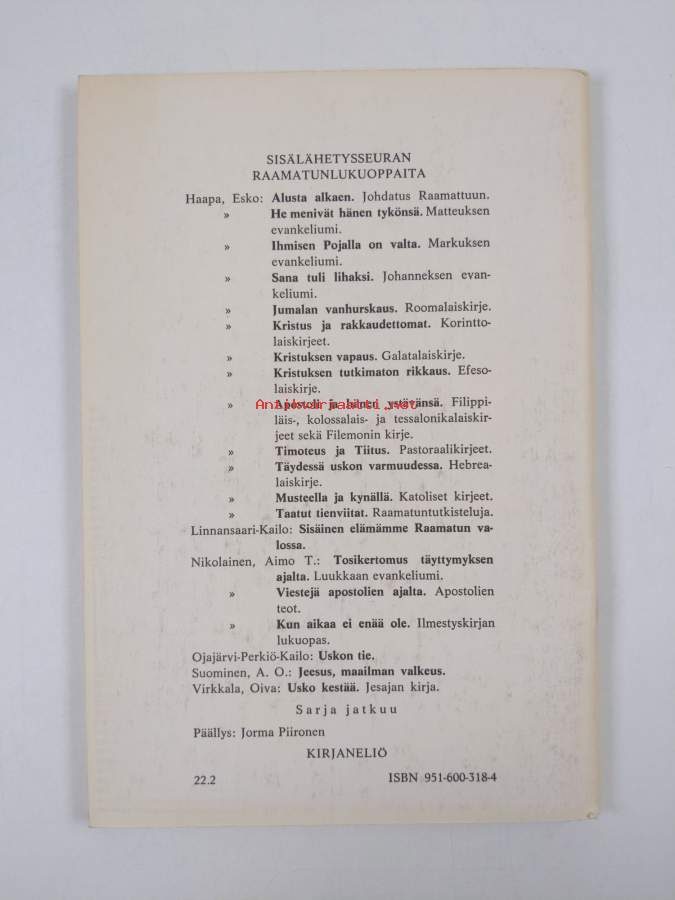 SISÄLÄHETYSSEURAN
RAAMATUNLUKUOPPAITA
Haapa, Esko: Alusta alkaen. Johdatus Raamattuun.
» He menivät hänen tykönsä. Matteuksen
evankeliumi.
» Ihmisen Pojalla on valta. Markuksen
evankeliumi.
» Sana tuli lihaksi. Johanneksen evan-
keliumi.
» Jumalan vanhurskaus. Roomalaiskirje.
» Kristus ja rakkaudettomat. Korintto-
laiskirjeet.
» Kristuksen vapaus. Galatalaiskirje.
» Kristuksen tutkimaton rikkaus. Efeso-
laiskirje.
» Apostoli ja hänen ystävänsä. Filippi-
Antikvariaatti.net
läis-, kolossalais- ja tessalonikalaiskir-
jeet sekä Filemonin kirje.
» Timoteus ja Tiitus. Pastoraalikirjeet.
» Täydessä uskon varmuudessa. Hebrea-
laiskirje.
» Musteella ja kynällä. Katoliset kirjeet.
» Taatut tienviitat. Raamatuntutkisteluja.
Linnansaari-Kailo: Sisäinen elämämme Raamatun va-
lossa.
Nikolainen, Aimo T.: Tosikertomus täyttymyksen
ajalta. Luukkaan evankeliumi.
» Viestejä apostolien ajalta. Apostolien
teot.
» Kun aikaa ei enää ole. Ilmestyskirjan
lukuopas.
Ojajärvi-Perkiö-Kailo: Uskon tie.
Suominen, A. O.: Jeesus, maailman valkeus.
Virkkala, Oiva: Usko kestää. Jesajan kirja.
Sarja jatkuu
Päällys: Jorma Piironen
KIRJANELIÖ
22.2 ISBN 951-600-318-4